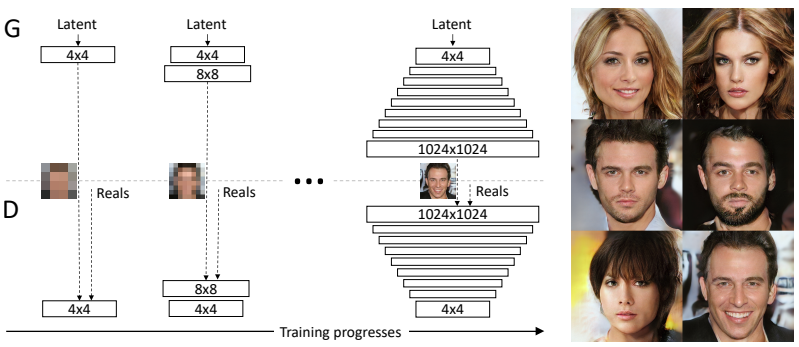 G
Latent
Latent
Latent
4x4
4x4
4x4
8x8
1024x1024
Reals
Reals
...
Reals
D
1024x1024
8x8
4x4
4x4
4x4
Training progresses